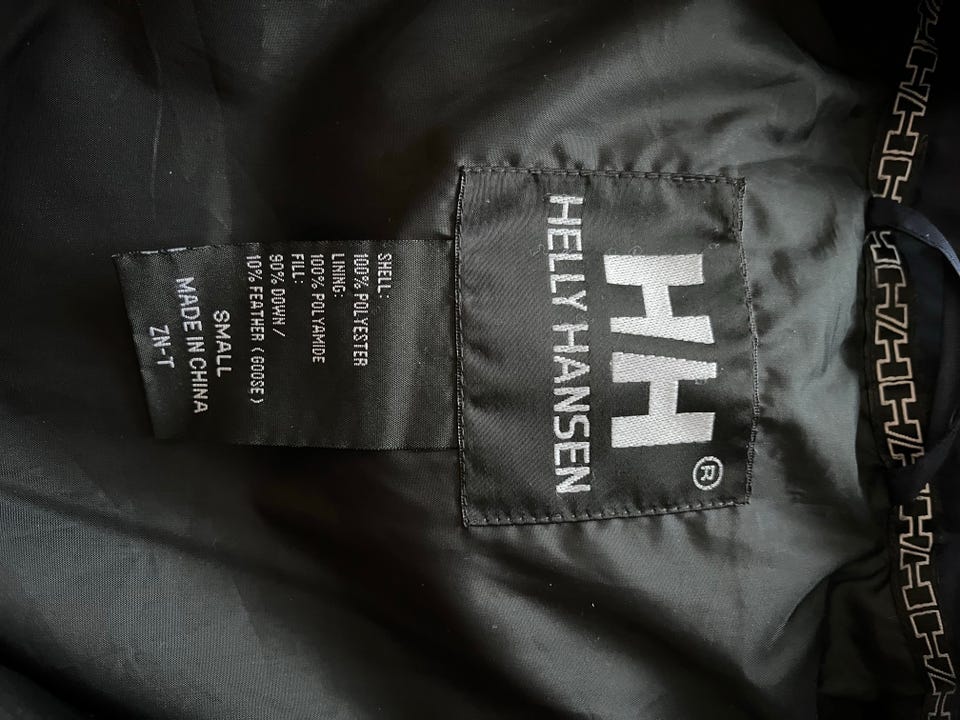 HH®
HELLY HANSEN
SHELL:
100% POLYESTER
LINING:
100% POLYAMIDE
FILL:
90% DOWN /
10% FEATHER (GOOSE)
SMALL
MADE IN CHINA
ZN-T